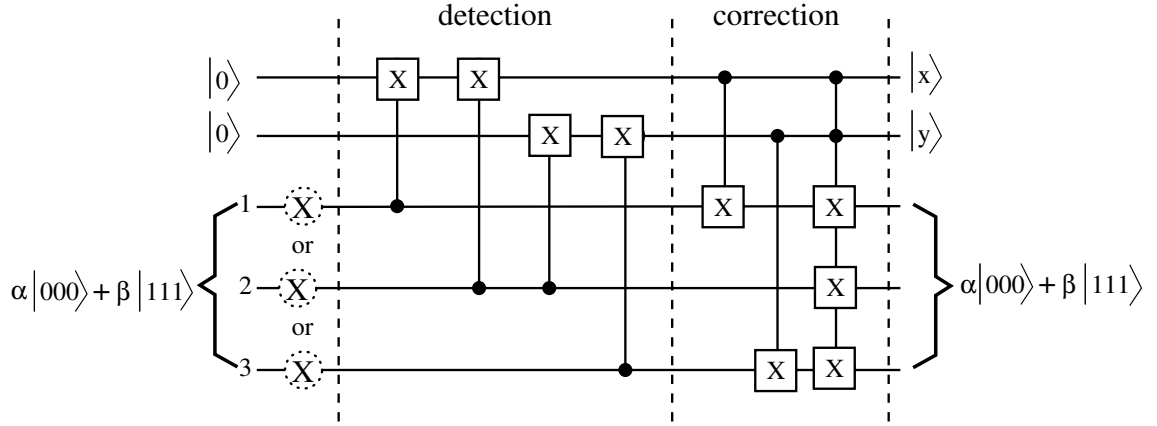 detection correction
|0⟩ X X |x⟩
|0⟩ X X |y⟩
1 X X X
or
α|000⟩ + β|111⟩ 2 X X α|000⟩ + β|111⟩
or
3 X X X